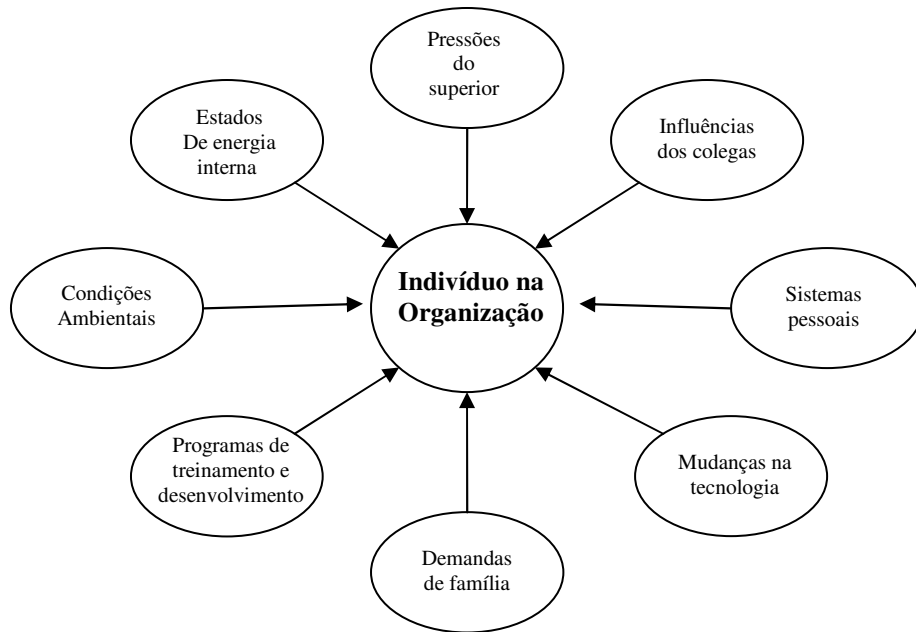 Pressões
do
superior
Estados
De energia
interna
Influências
dos colegas
Indivíduo na
Organização
Condições
Ambientais
Sistemas
pessoais
Programas de
treinamento e
desenvolvimento
Mudanças na
tecnologia
Demandas
de família